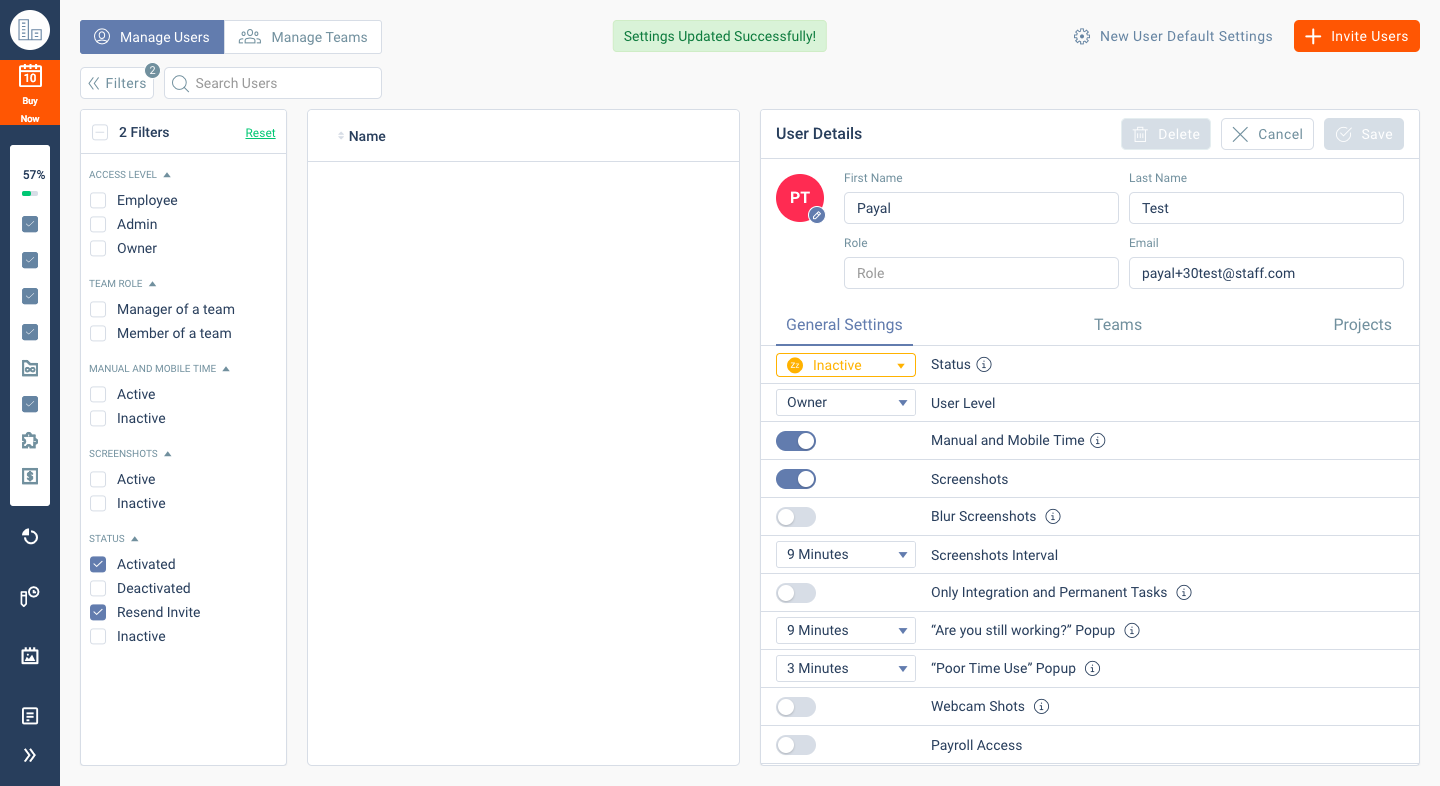 Manage Users
Manage Teams
Settings Updated Successfully!
New User Default Settings
Invite Users
10
Buy
Now
Filters
2
Search Users
57%
2 Filters
Reset
ACCESS LEVEL
Employee
Admin
Owner
TEAM ROLE
Manager of a team
Member of a team
MANUAL AND MOBILE TIME
Active
Inactive
SCREENSHOTS
Active
Inactive
STATUS
Activated
Deactivated
Resend Invite
Inactive
Name
User Details
Delete
Cancel
Save
PT
First Name
Last Name
Payal
Test
Role
Email
Role
payal+30test@staff.com
General Settings
Teams
Projects
Inactive
Status
Owner
User Level
Manual and Mobile Time
Screenshots
Blur Screenshots
9 Minutes
Screenshots Interval
Only Integration and Permanent Tasks
9 Minutes
“Are you still working?” Popup
3 Minutes
“Poor Time Use” Popup
Webcam Shots
Payroll Access